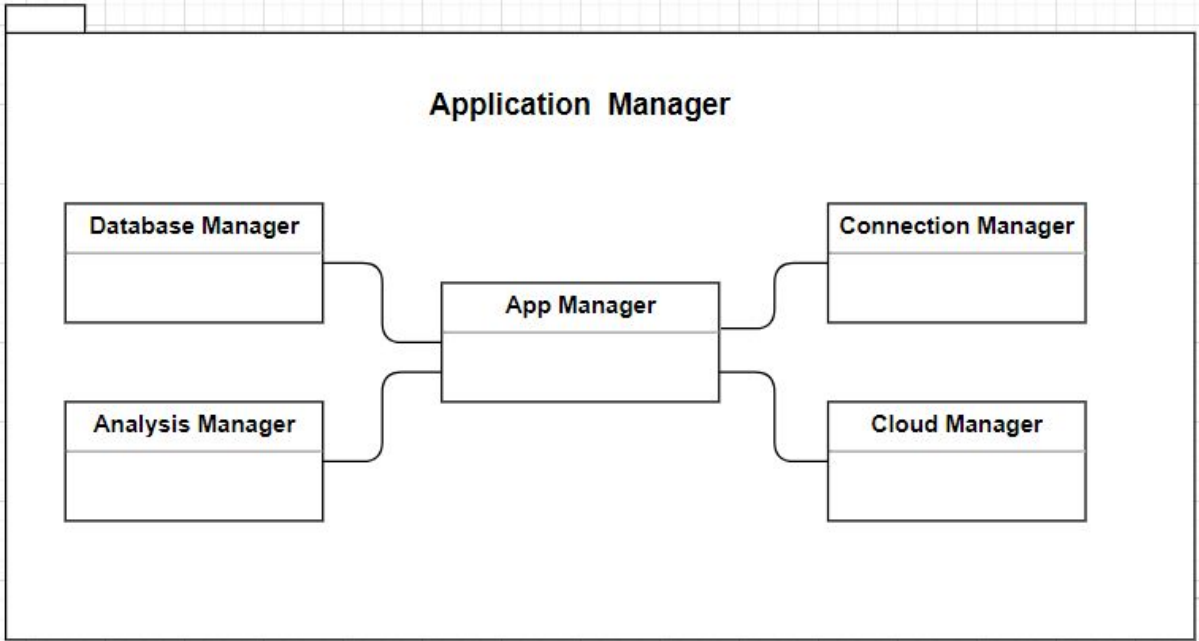 Application Manager
Database Manager
Connection Manager
App Manager
Analysis Manager
Cloud Manager